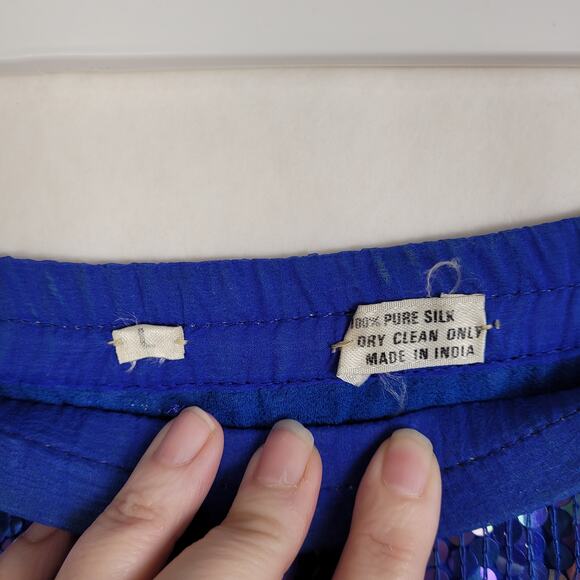 L
100% PURE SILK
DRY CLEAN ONLY
MADE IN INDIA